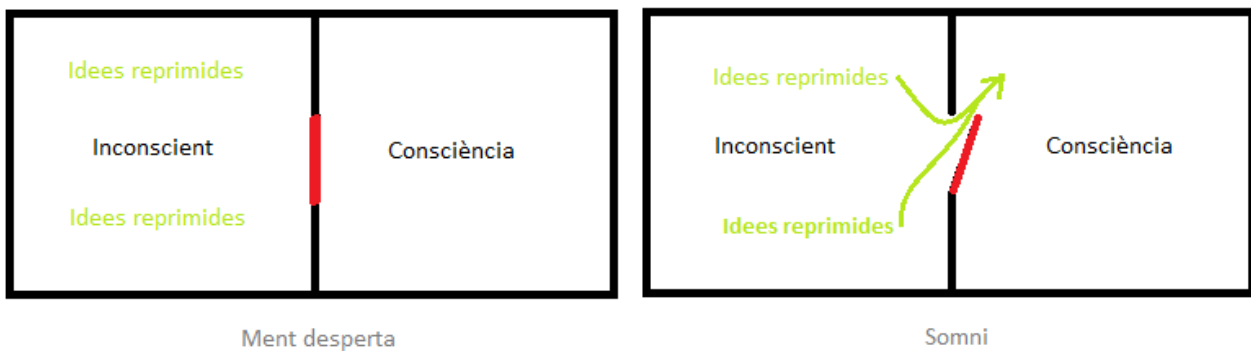 Idees reprimides
Inconscient
Consciència
Idees reprimides
Ment desperta
Idees reprimides
Inconscient
Consciència
Idees reprimides
Somni